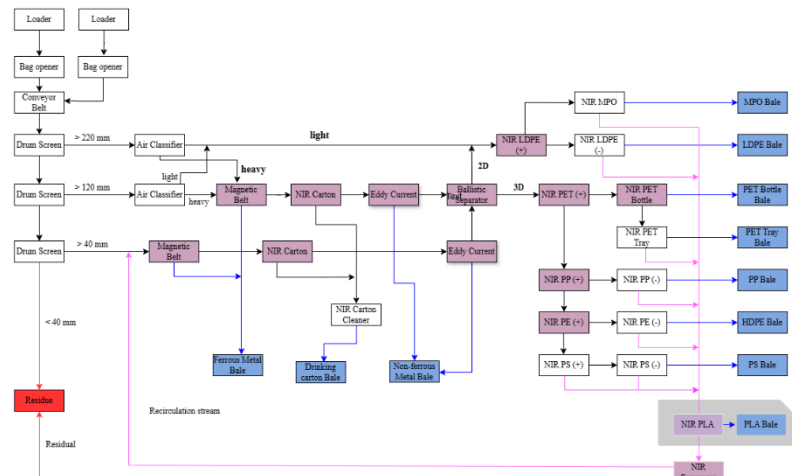 Loader
Loader
Bag opener
Bag opener
Conveyor
Belt
NIR MPO
MPO Bale
Drum Screen
> 220 mm
Air Classifier
light
NIR LDPE
(+)
NIR LDPE
(-)
LDPE Bale
2D
heavy
light
Drum Screen
> 120 mm
Air Classifier
heavy
Magnetic
Belt
NIR Carton
Eddy Current
Ballistic
Separator
3D
NIR PET (+)
NIR PET
Bottle
PET Bottle
Bale
NIR PET
Tray
PET Tray
Bale
Drum Screen
> 40 mm
Magnetic
Belt
NIR Carton
Eddy Current
NIR PP (+)
NIR PP (-)
PP Bale
NIR Carton
Cleaner
< 40 mm
NIR PE (+)
NIR PE (-)
HDPE Bale
Ferrous Metal
Bale
Drinking
carton Bale
Non-ferrous
Metal Bale
NIR PS (+)
NIR PS (-)
PS Bale
Residue
Recirculation stream
NIR PLA
PLA Bale
Residual
NIR